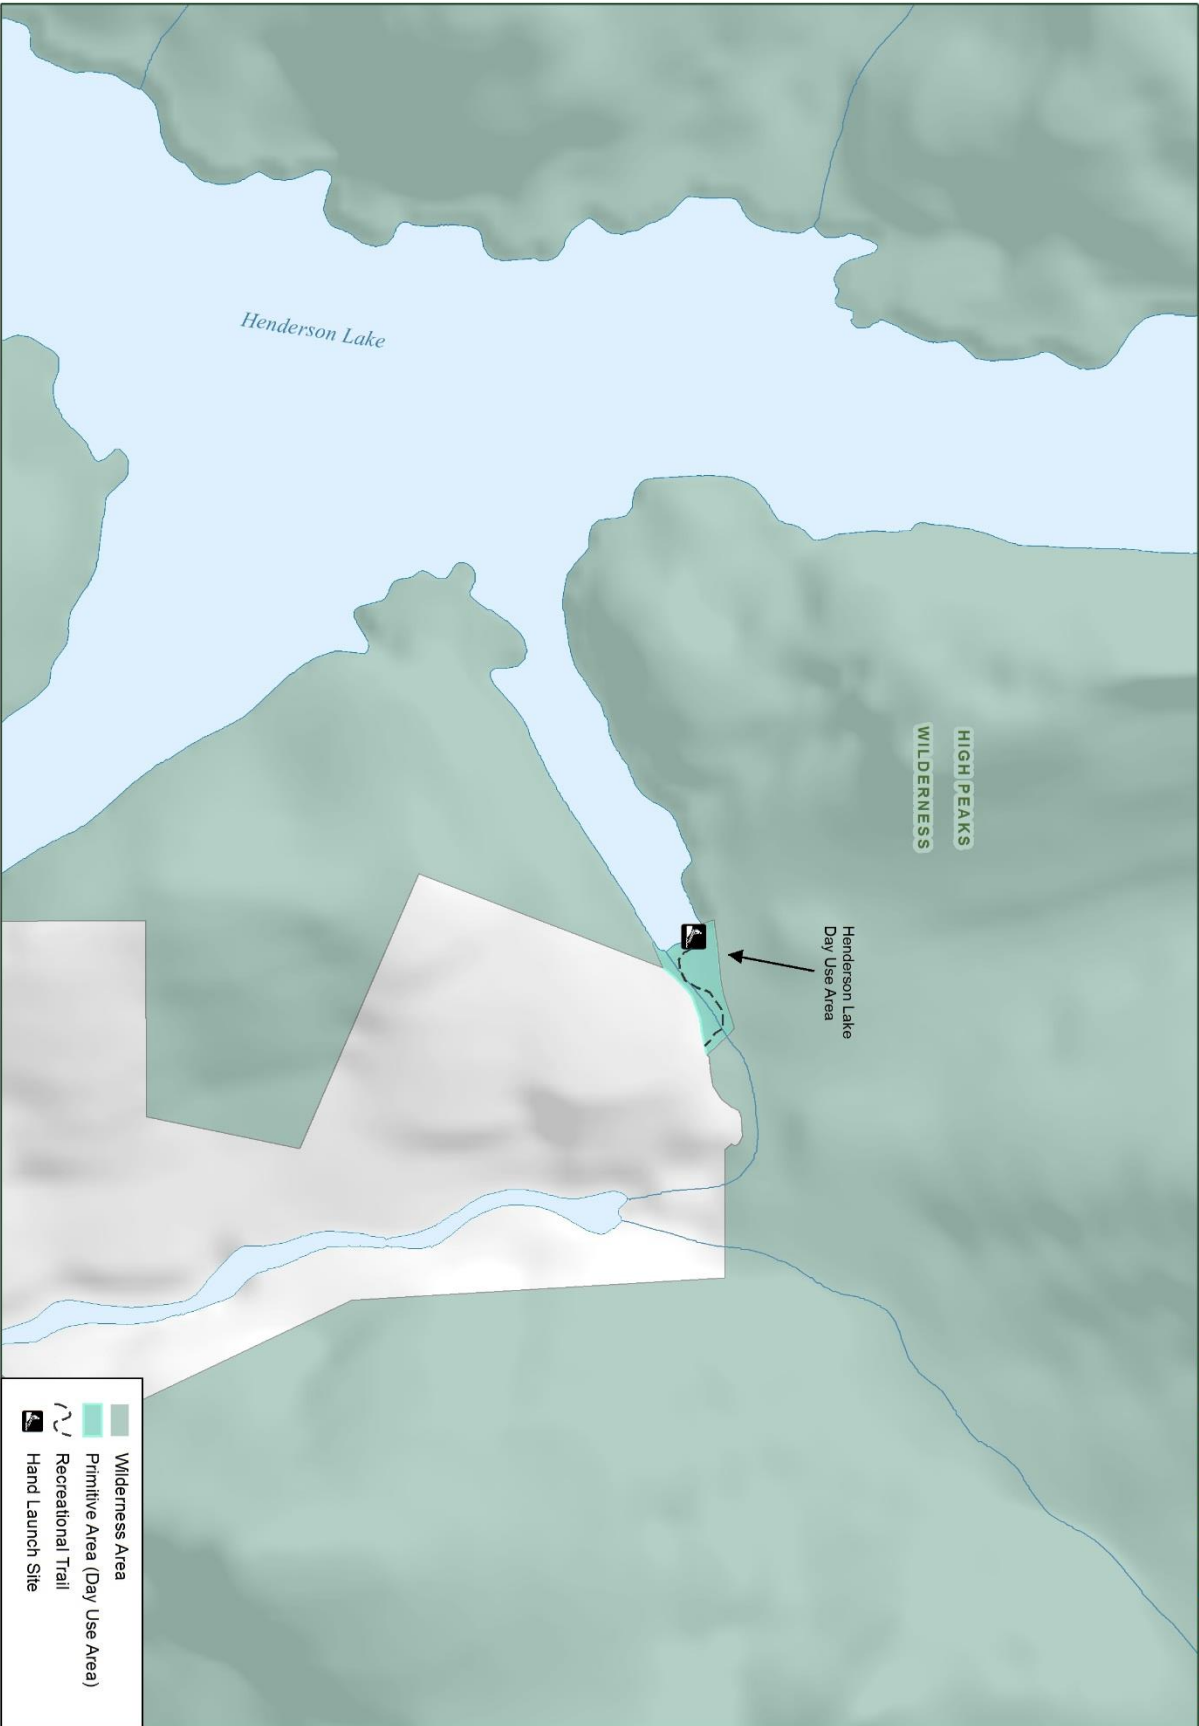 HIGH PEAKS
WILDERNESS
Henderson Lake
Henderson Lake
Day Use Area
Wilderness Area
Primitive Area (Day Use Area)
Recreational Trail
Hand Launch Site